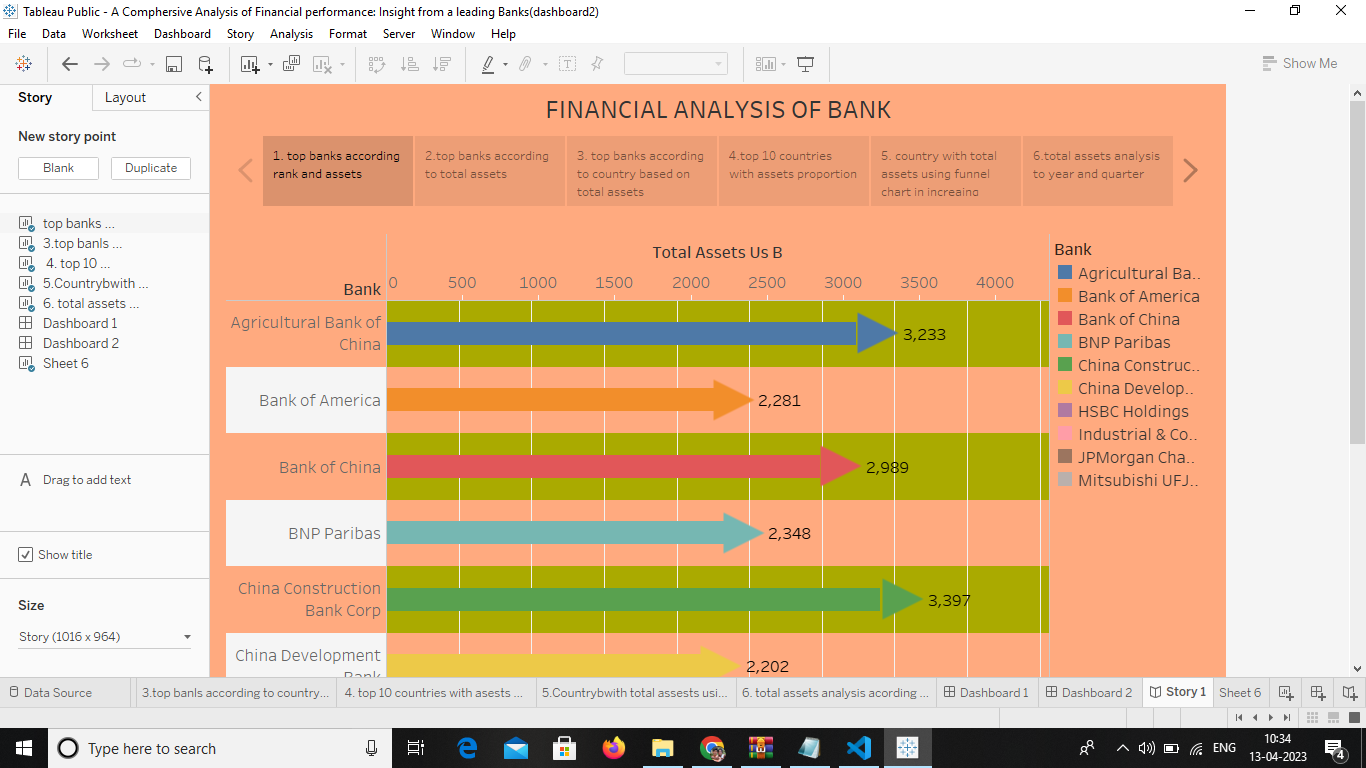 Tableau Public - A Comphersive Analysis of Financial performance: Insight from a leading Banks(dashboard2)
File Data Worksheet Dashboard Story Analysis Format Server Window Help
Show Me
Story Layout
New story point
Blank Duplicate
top banks ...
3.top banls ...
4. top 10 ...
5.Countrybwith ...
6. total assets ...
Dashboard 1
Dashboard 2
Sheet 6
A Drag to add text
Show title
Size
Story (1016 x 964)
FINANCIAL ANALYSIS OF BANK
1. top banks according
rank and assets
2.top banks according
to total assets
3. top banks according
to country based on
total assets
4.top 10 countries
with assets proportion
5. country with total
assets using funnel
chart in increaing
6.total assets analysis
to year and quarter
Total Assets Us B
Bank
0 500 1000 1500 2000 2500 3000 3500 4000
Agricultural Bank of
China
3,233
Bank of America
2,281
Bank of China
2,989
BNP Paribas
2,348
China Construction
Bank Corp
3,397
China Development
Bank
2,202
Bank
Agricultural Ba..
Bank of America
Bank of China
BNP Paribas
China Construc..
China Develop..
HSBC Holdings
Industrial & Co..
JPMorgan Cha..
Mitsubishi UFJ..
Data Source 3.top banls according to country... 4. top 10 countries with asests ... 5.Countrybwith total assests usi... 6. total assets analysis acording ... Dashboard 1 Dashboard 2 Story 1 Sheet 6
Type here to search
ENG
10:34
13-04-2023
4